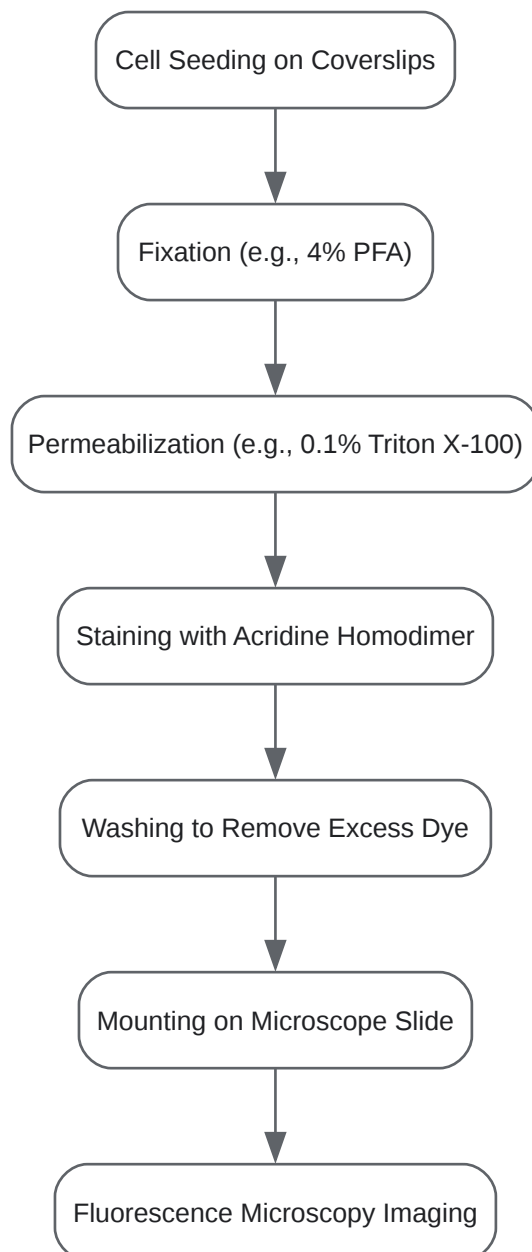 Cell Seeding on Coverslips
Fixation (e.g., 4% PFA)
Permeabilization (e.g., 0.1% Triton X-100)
Staining with Acridine Homodimer
Washing to Remove Excess Dye
Mounting on Microscope Slide
Fluorescence Microscopy Imaging